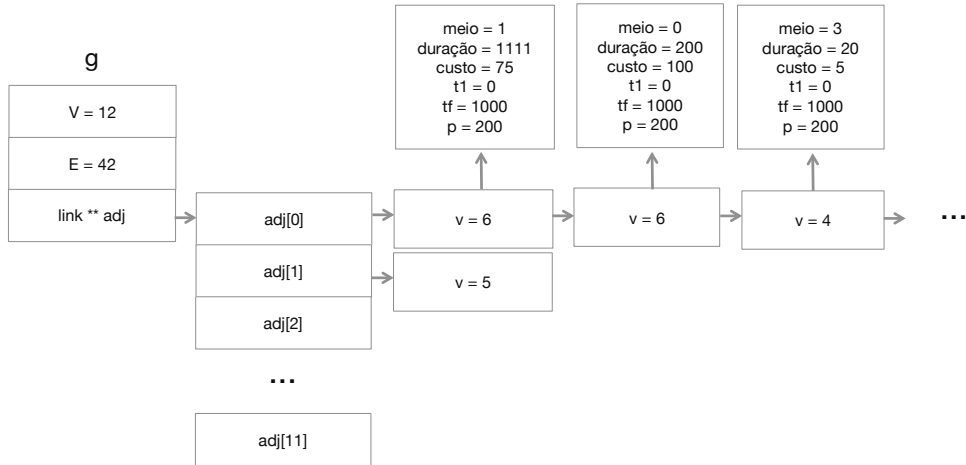 g
V = 12
E = 42
link ** adj
adj[0]
adj[1]
adj[2]
...
adj[11]
meio = 1
duração = 1111
custo = 75
t1 = 0
tf = 1000
p = 200
v = 6
meio = 0
duração = 200
custo = 100
t1 = 0
tf = 1000
p = 200
v = 6
meio = 3
duração = 20
custo = 5
t1 = 0
tf = 1000
p = 200
v = 4
...
v = 5